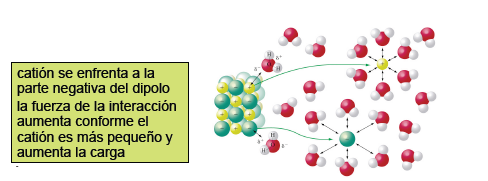 catión se enfrenta a la
parte negativa del dipolo
la fuerza de la interacción
aumenta conforme el
catión es más pequeño y
aumenta la carga
-
H
H
δ+
δ-
H
H
δ+
δ-